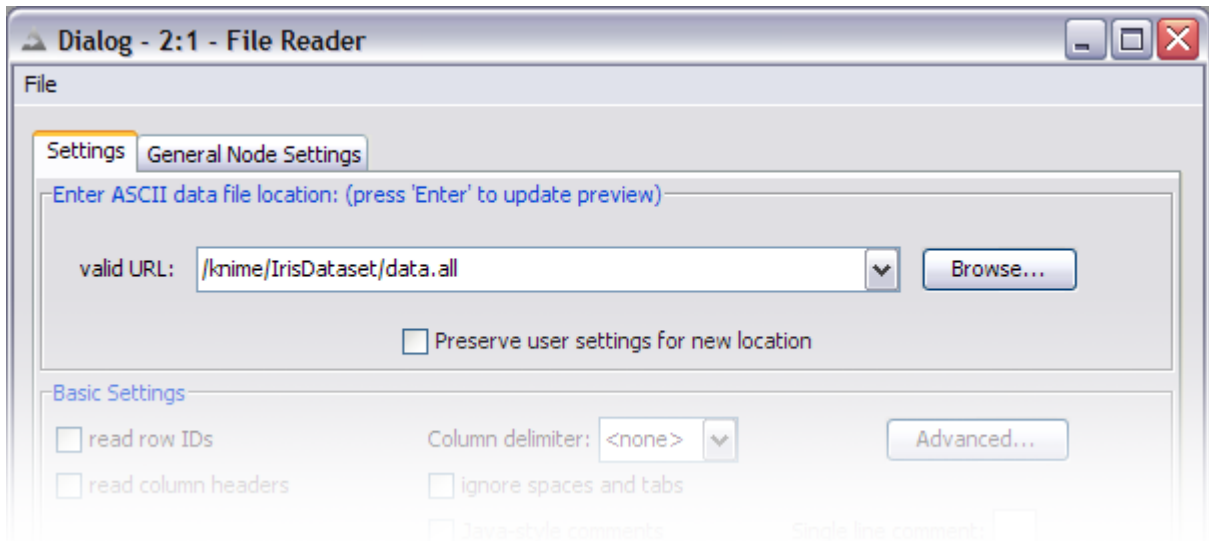 Dialog - 2:1 - File Reader
File
Settings General Node Settings
Enter ASCII data file location: (press 'Enter' to update preview)
valid URL: /knime/IrisDataset/data.all Browse...
Preserve user settings for new location
Basic Settings
read row IDs Column delimiter: <none> Advanced...
read column headers ignore spaces and tabs
Java-style comments Single line comment: